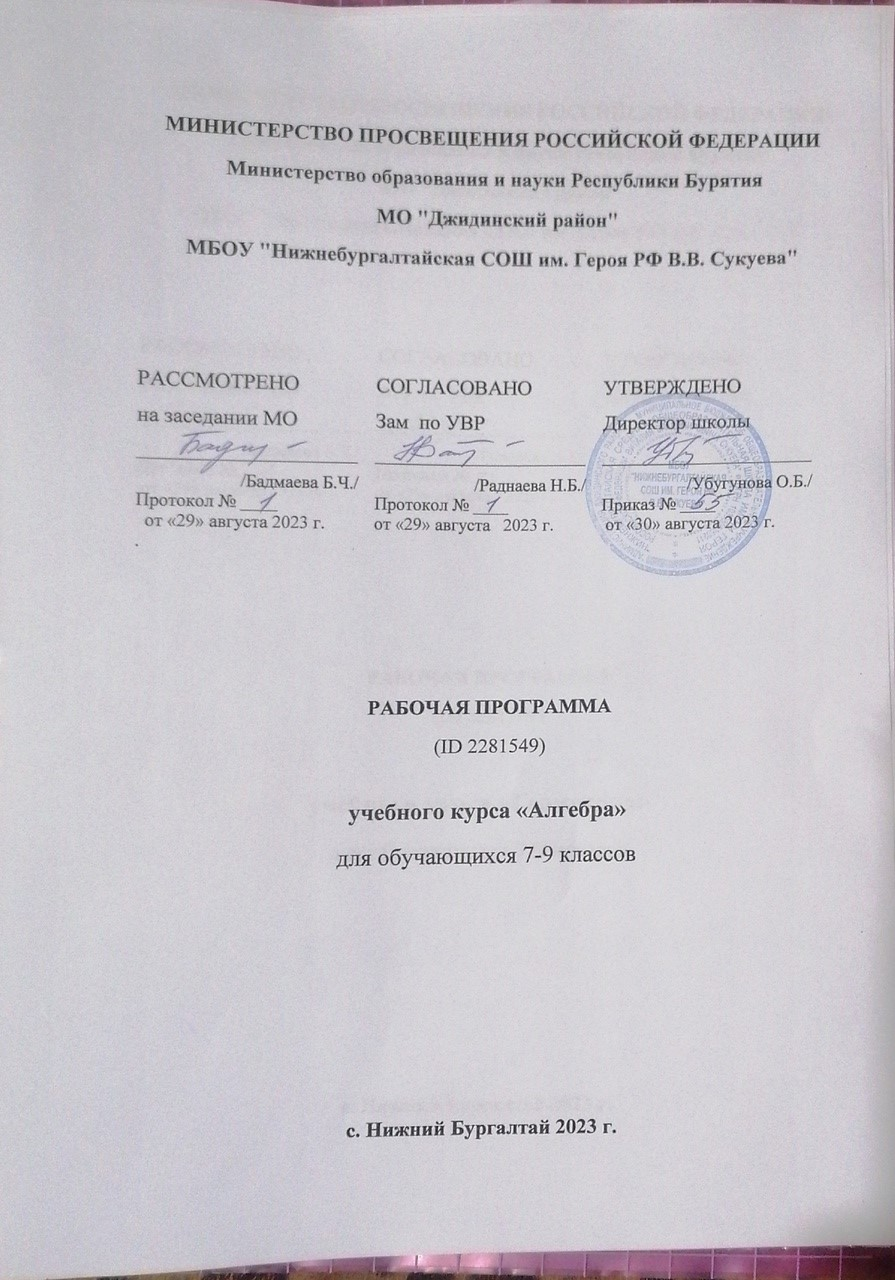 МИНИСТЕРСТВО ПРОСВЕЩЕНИЯ РОССИЙСКОЙ ФЕДЕРАЦИИ
Министерство образования и науки Республики Бурятия
МО "Джидинский район"
МБОУ "Нижнебургалтайская СОШ им. Героя РФ В.В. Сукуева"
РАССМОТРЕНО
на заседании МО
/Бадмаева Б.Ч./
Протокол № 1
от «29» августа 2023 г.
СОГЛАСОВАНО
Зам по УВР
/Раднаева Н.Б./
Протокол № 1
от «29» августа 2023 г.
УТВЕРЖДЕНО
Директор школы
/Убугунова О.Б./
Приказ № 55
от «30» августа 2023 г.
РАБОЧАЯ ПРОГРАММА
(ID 2281549)
учебного курса «Алгебра»
для обучающихся 7-9 классов
с. Нижний Бургалтай 2023 г.